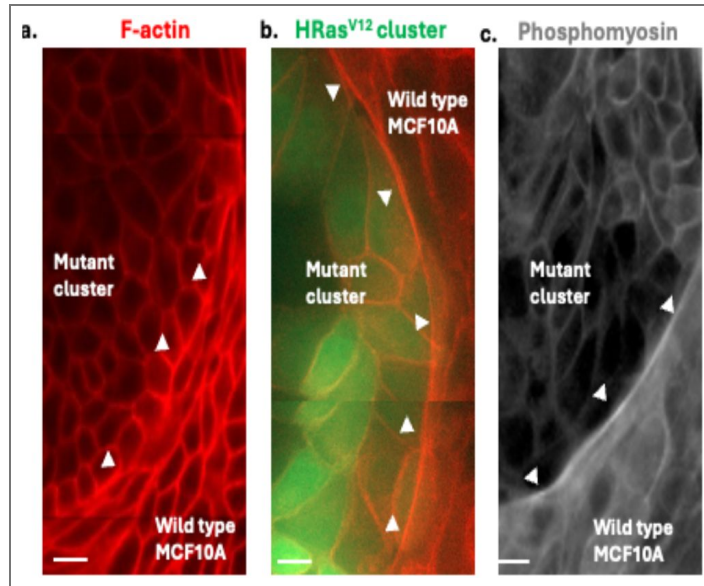 a. F-actin
b. HRasV12 cluster
c. Phosphomyosin
Mutant
cluster
Wild type
MCF10A
Wild type
MCF10A
Mutant
cluster
Mutant
cluster
Wild type
MCF10A